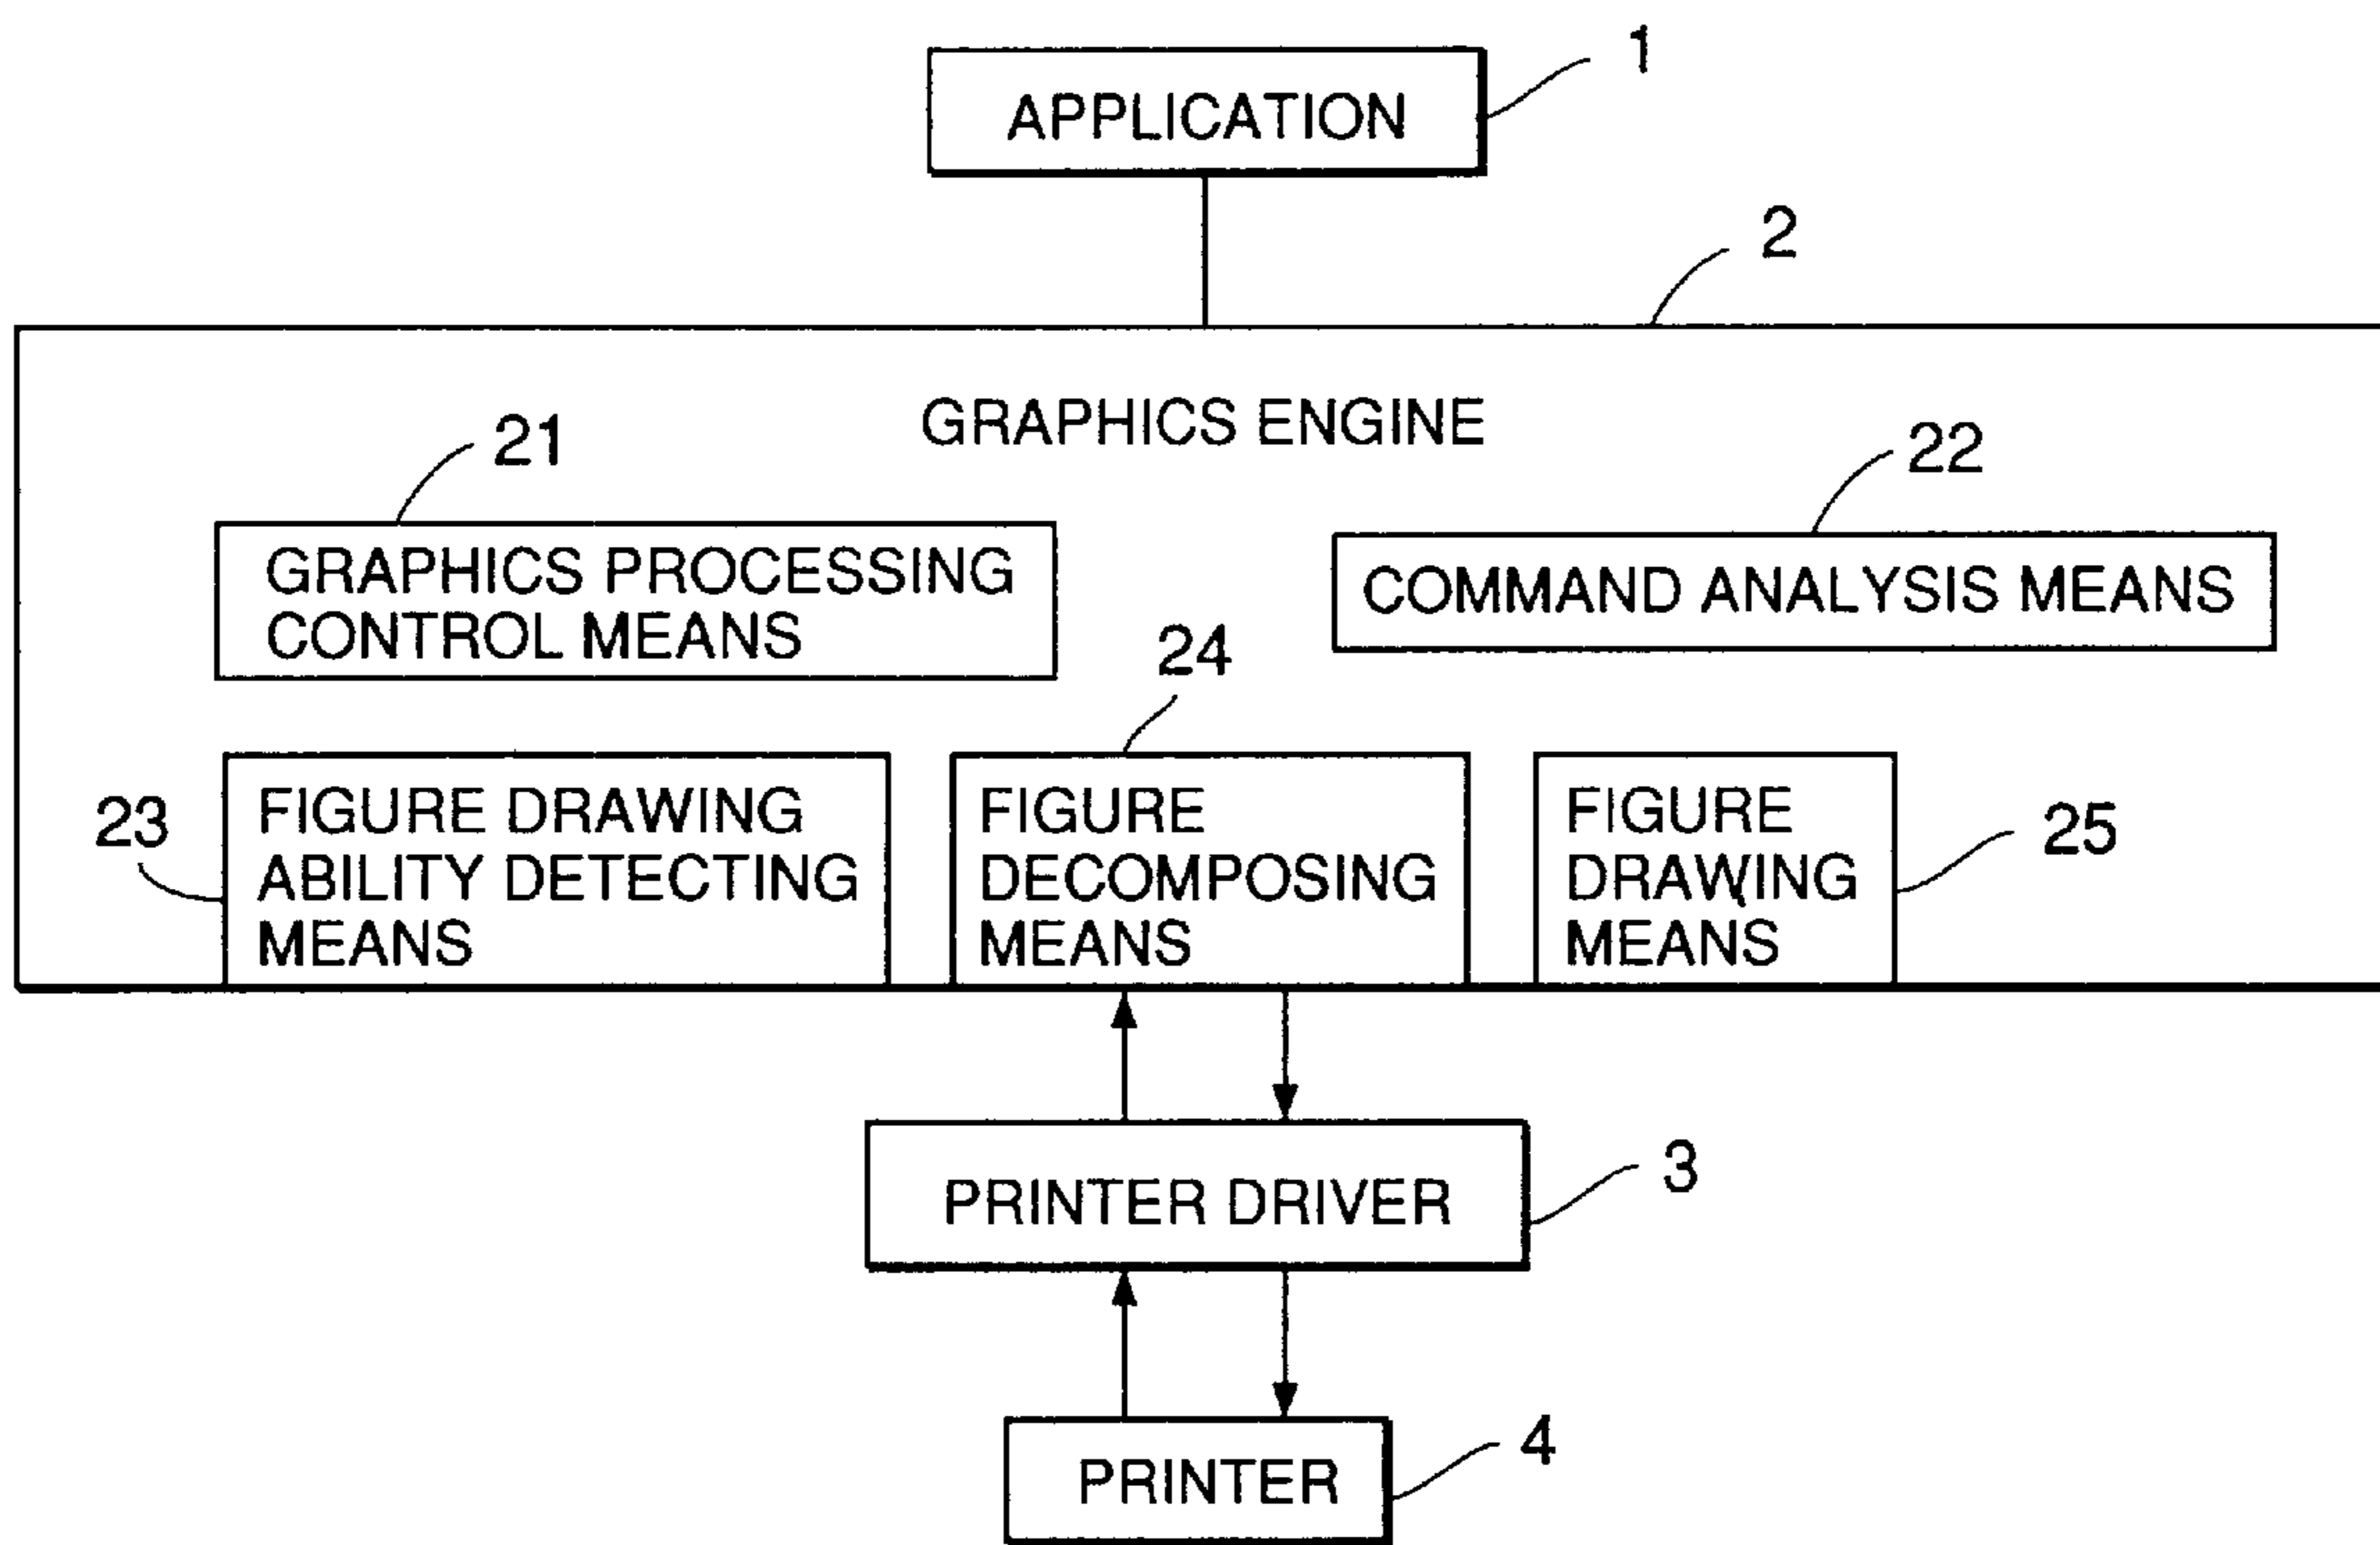 1
APPLICATION
2
GRAPHICS ENGINE
21
22
GRAPHICS PROCESSING
CONTROL MEANS
COMMAND ANALYSIS MEANS
24
23
FIGURE DRAWING
ABILITY DETECTING
MEANS
FIGURE
DECOMPOSING
MEANS
FIGURE
DRAWING
MEANS
25
PRINTER DRIVER
3
PRINTER
4